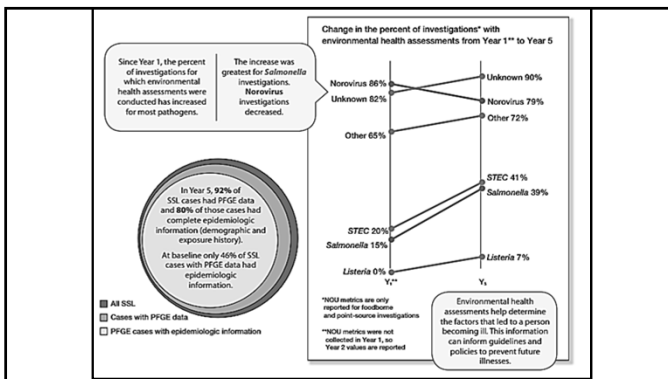 Change in the percent of investigations* with
environmental health assessments from Year 1** to Year 5
Since Year 1, the percent
of investigations for
which environmental
health assessments were
conducted has increased
for most pathogens.
The increase was
greatest for Salmonella
investigations.
Norovirus
investigations
decreased.
Norovirus 86%
Unknown 82%
Other 65%
STEC 20%
Salmonella 15%
Listeria 0%
Y₁**
Unknown 90%
Norovirus 79%
Other 72%
STEC 41%
Salmonella 39%
Listeria 7%
Y₅
In Year 5, 92% of
SSL cases had PFGE data
and 80% of those cases had
complete epidemiologic
information (demographic and
exposure history).
At baseline only 46% of SSL
cases with PFGE data had
epidemiologic
information.
All SSL
Cases with PFGE data
PFGE cases with epidemiologic information
*NOU metrics are only
reported for foodborne
and point-source investigations
**NOU metrics were not
collected in Year 1, so
Year 2 values are reported
Environmental health
assessments help determine
the factors that led to a person
becoming ill. This information
can inform guidelines and
policies to prevent future
illnesses.